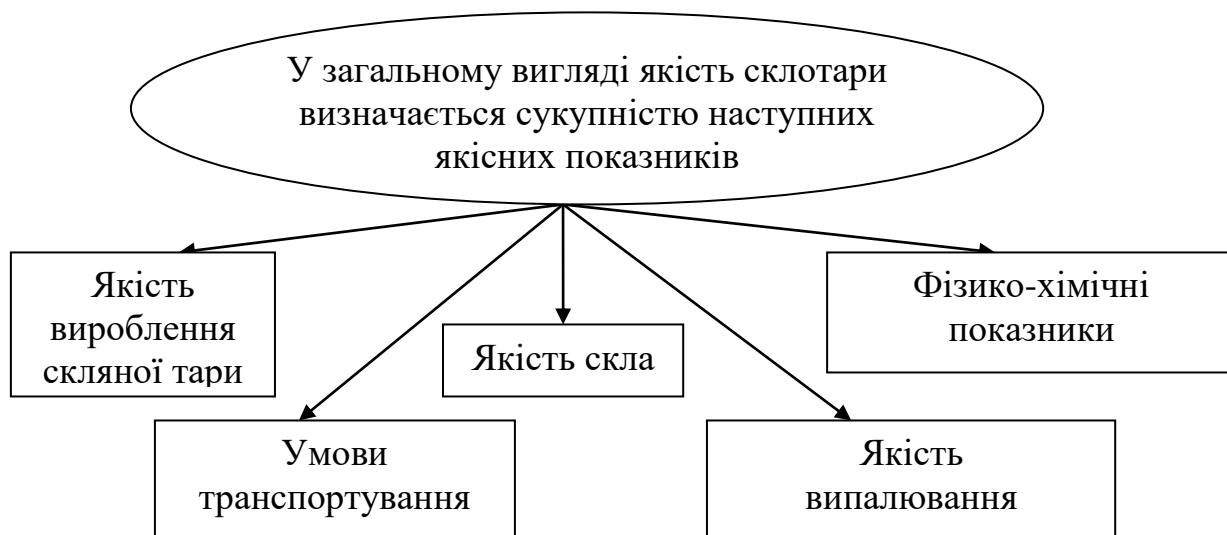 У загальному вигляді якість склотари
визначається сукупністю наступних
якісних показників
Якість
вироблення
скляної тари
Якість скла
Фізико-хімічні
показники
Умови
транспортування
Якість
випалювання